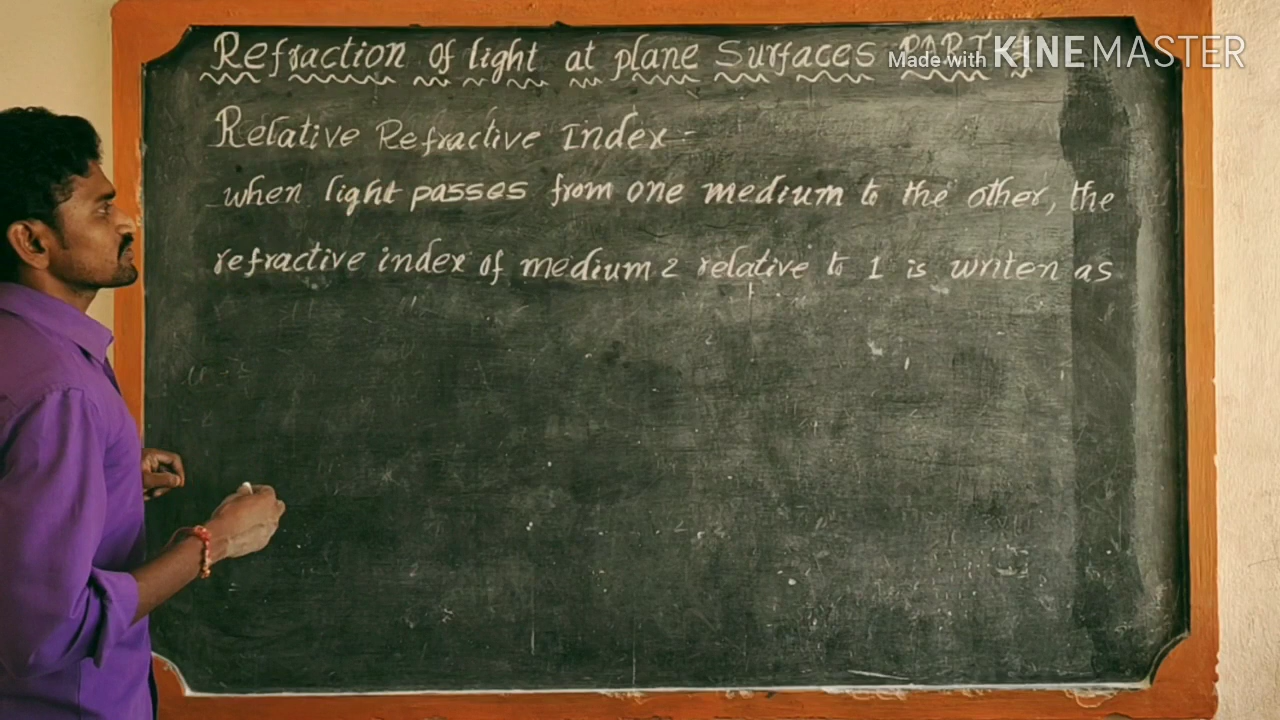 Refraction of light at plane Surfaces PART
Made with KINEMASTER
Relative Refractive Index -
when light passes from one medium to the other, the
refractive index of medium 2 relative to 1 is writen as